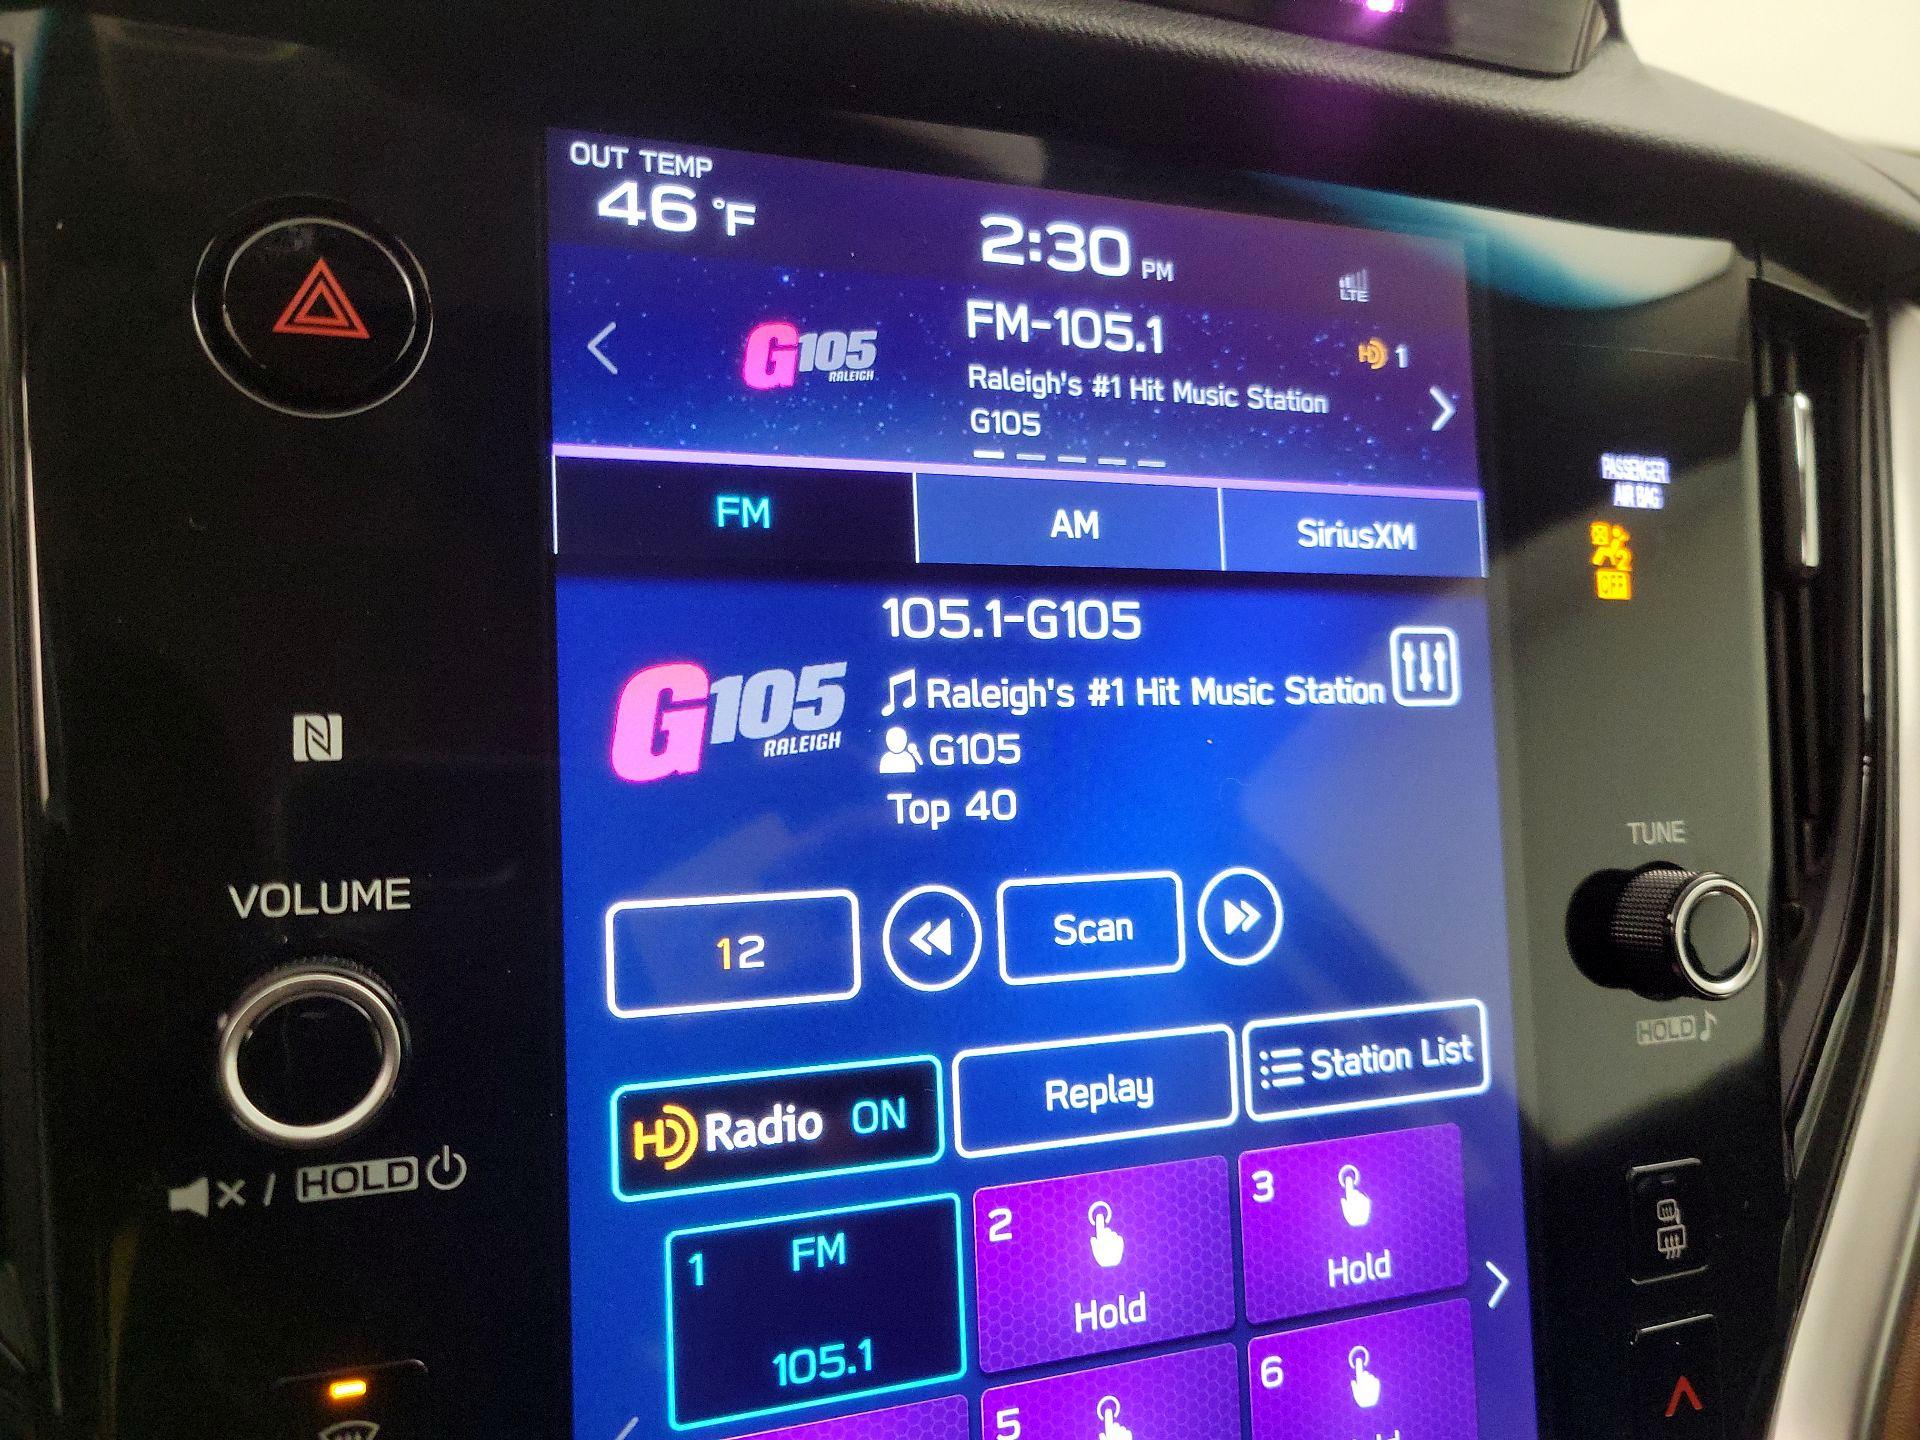 OUT TEMP
46 °F
2:30 PM
LTE
G105
RALEIGH
FM-105.1
HD 1
Raleigh's #1 Hit Music Station
G105
FM
AM
SiriusXM
PASSENGER
AIR BAG
2
OFF
105.1-G105
G105
RALEIGH
Raleigh's #1 Hit Music Station
G105
Top 40
12
Scan
VOLUME
TUNE
HOLD
HD Radio ON
Replay
Station List
/ HOLD
1 FM
105.1
2
Hold
3
Hold
5
6